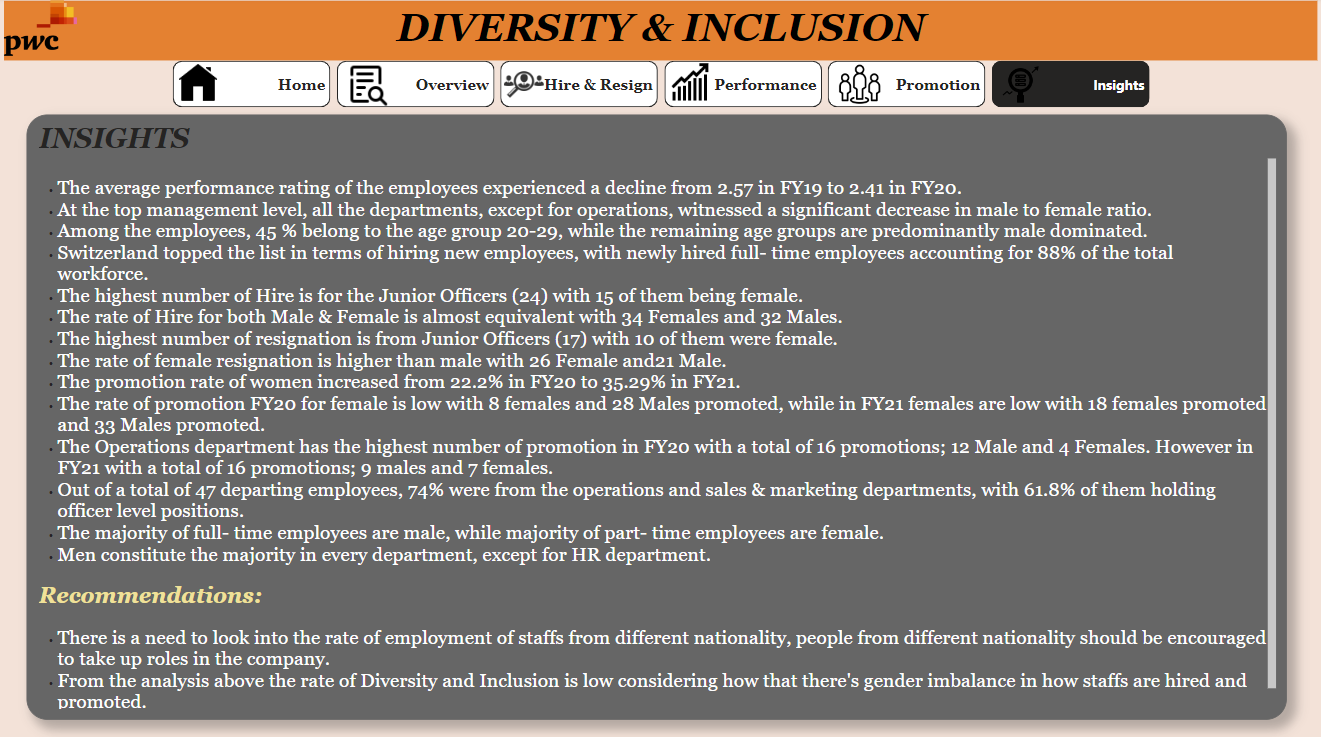 pwc
DIVERSITY & INCLUSION
Home
Overview
Hire & Resign
Performance
Promotion
Insights
INSIGHTS
The average performance rating of the employees experienced a decline from 2.57 in FY19 to 2.41 in FY20.
At the top management level, all the departments, except for operations, witnessed a significant decrease in male to female ratio.
Among the employees, 45 % belong to the age group 20-29, while the remaining age groups are predominantly male dominated.
Switzerland topped the list in terms of hiring new employees, with newly hired full- time employees accounting for 88% of the total
workforce.
The highest number of Hire is for the Junior Officers (24) with 15 of them being female.
The rate of Hire for both Male & Female is almost equivalent with 34 Females and 32 Males.
The highest number of resignation is from Junior Officers (17) with 10 of them were female.
The rate of female resignation is higher than male with 26 Female and21 Male.
The promotion rate of women increased from 22.2% in FY20 to 35.29% in FY21.
The rate of promotion FY20 for female is low with 8 females and 28 Males promoted, while in FY21 females are low with 18 females promoted
and 33 Males promoted.
The Operations department has the highest number of promotion in FY20 with a total of 16 promotions; 12 Male and 4 Females. However in
FY21 with a total of 16 promotions; 9 males and 7 females.
Out of a total of 47 departing employees, 74% were from the operations and sales & marketing departments, with 61.8% of them holding
officer level positions.
The majority of full- time employees are male, while majority of part- time employees are female.
Men constitute the majority in every department, except for HR department.
Recommendations:
There is a need to look into the rate of employment of staffs from different nationality, people from different nationality should be encouraged
to take up roles in the company.
From the analysis above the rate of Diversity and Inclusion is low considering how that there's gender imbalance in how staffs are hired and
promoted.